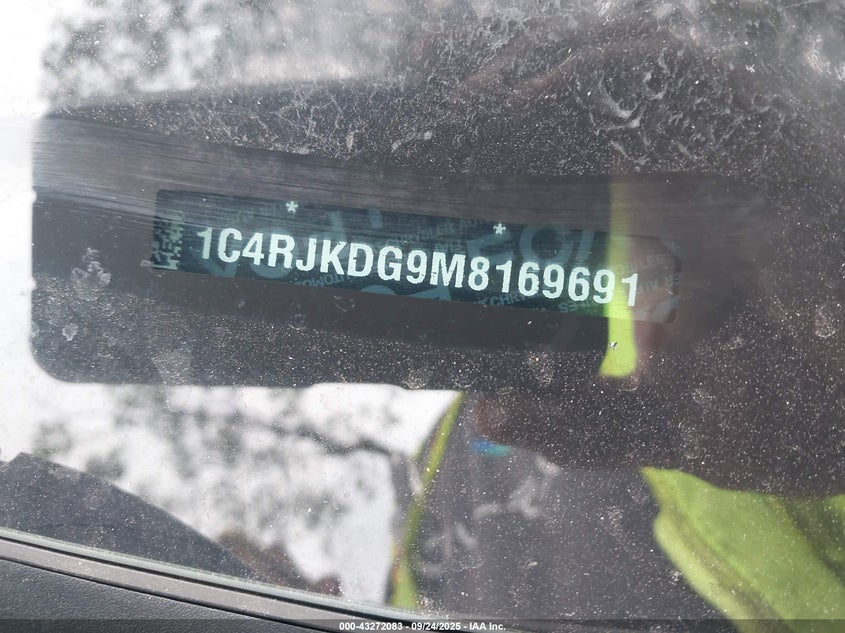 * *
1C4RJKDG9M8169691
000-43272083 - 09/24/2025 - IAA Inc.